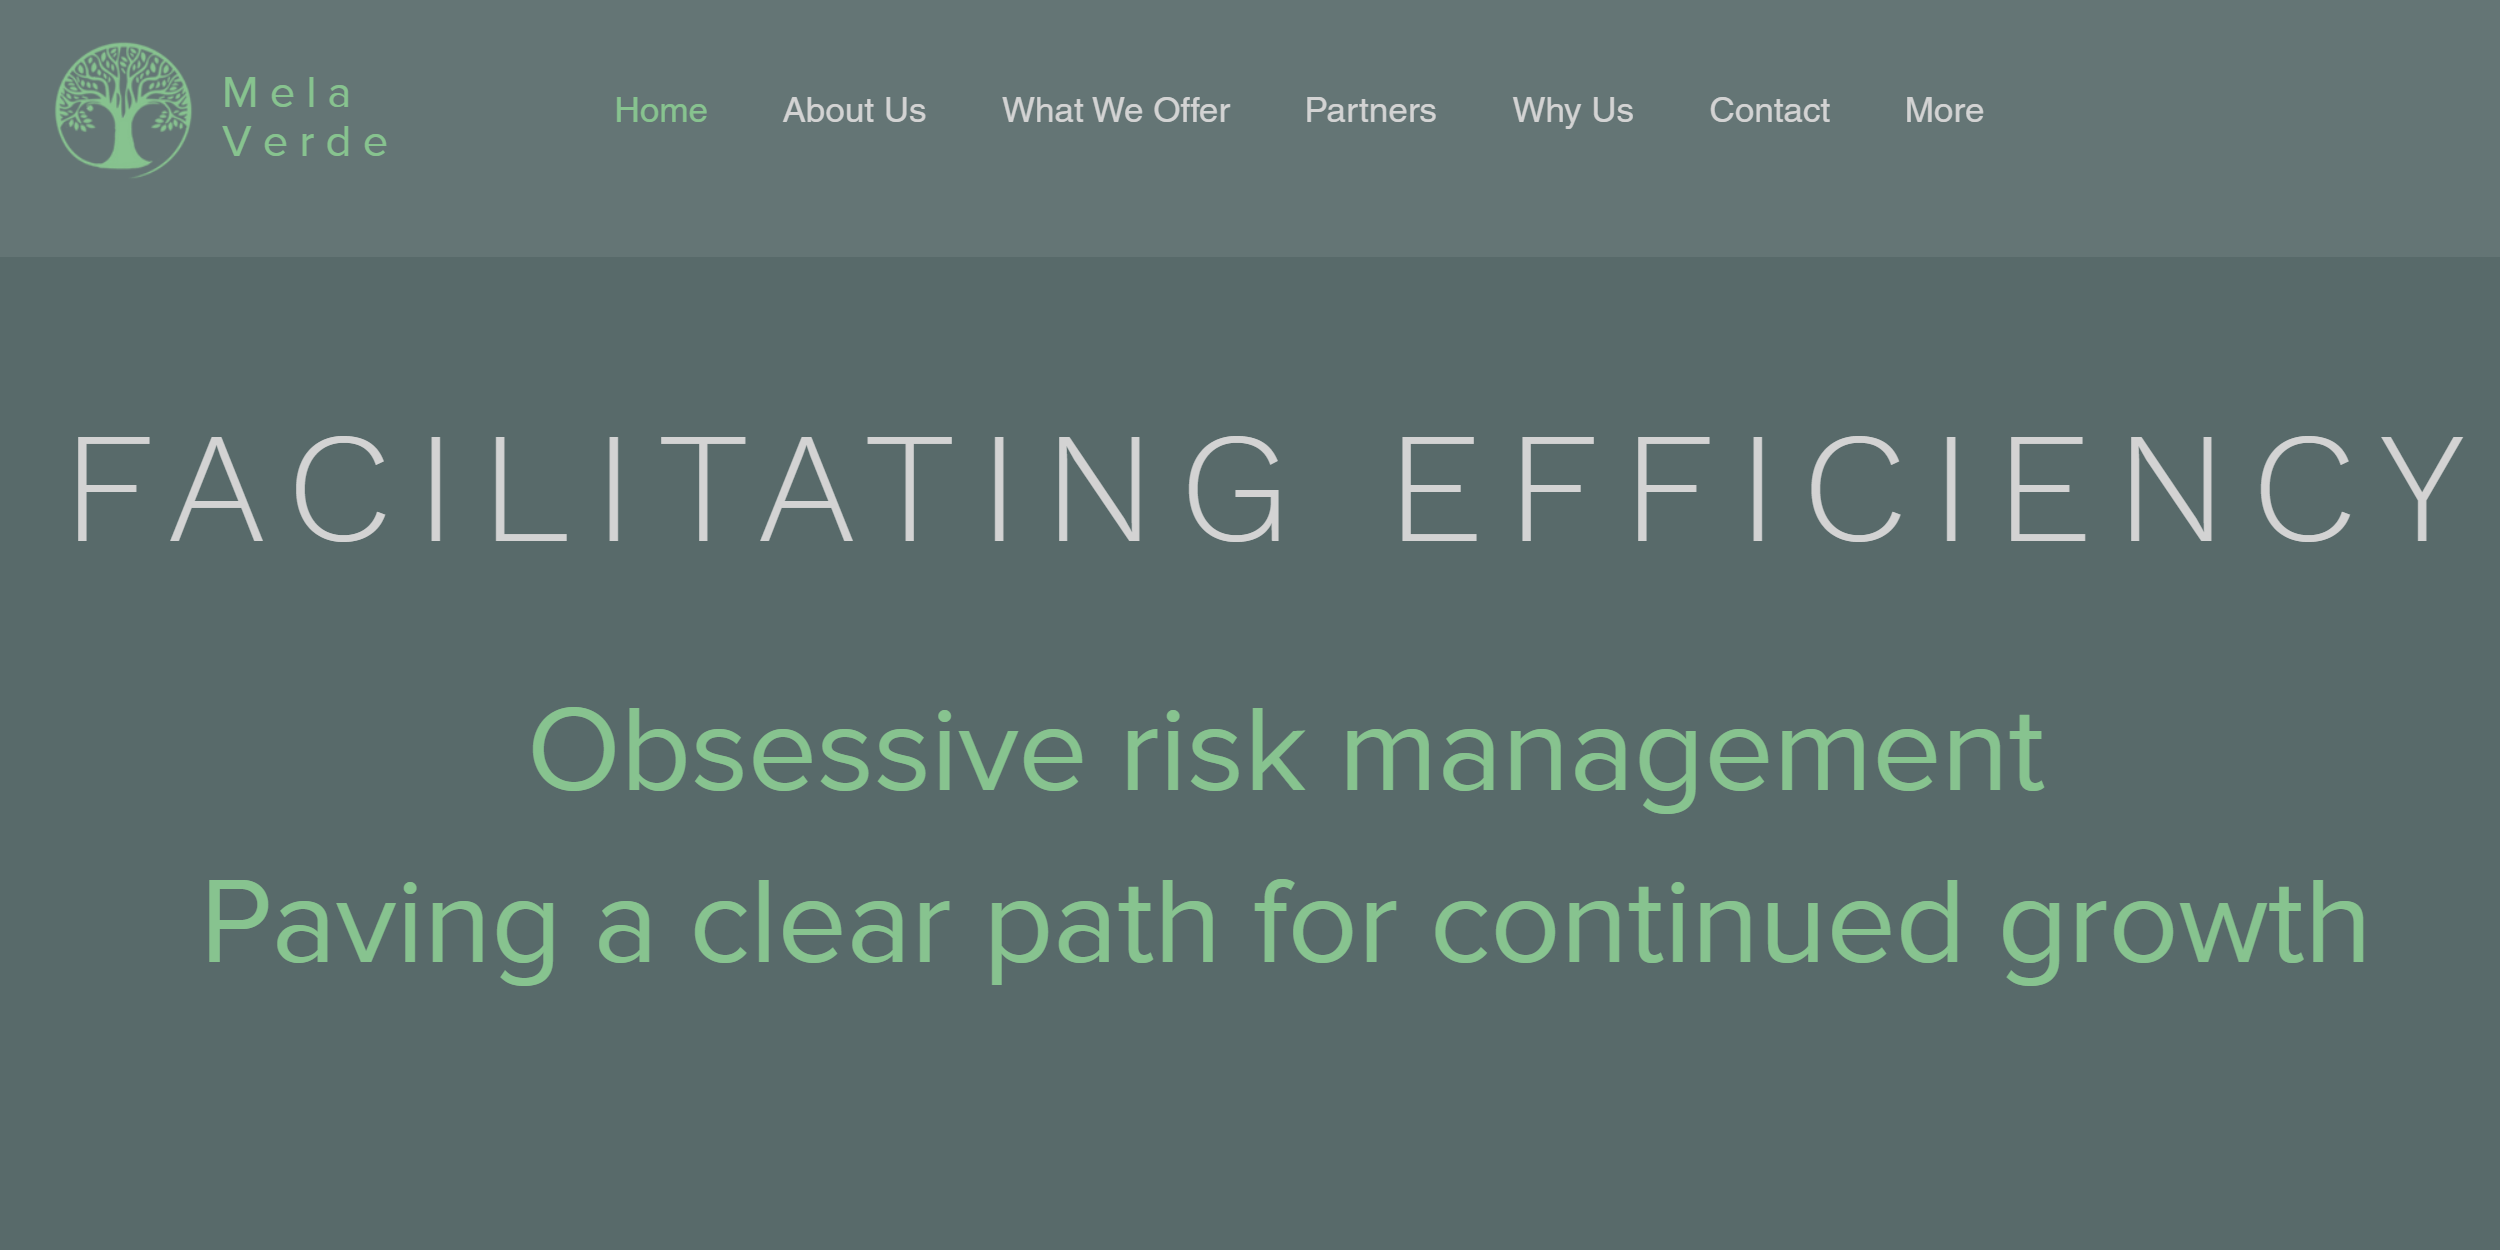 Mela
Verde
Home About Us What We Offer Partners Why Us Contact More
FACILITATING EFFICIENCY
Obsessive risk management
Paving a clear path for continued growth